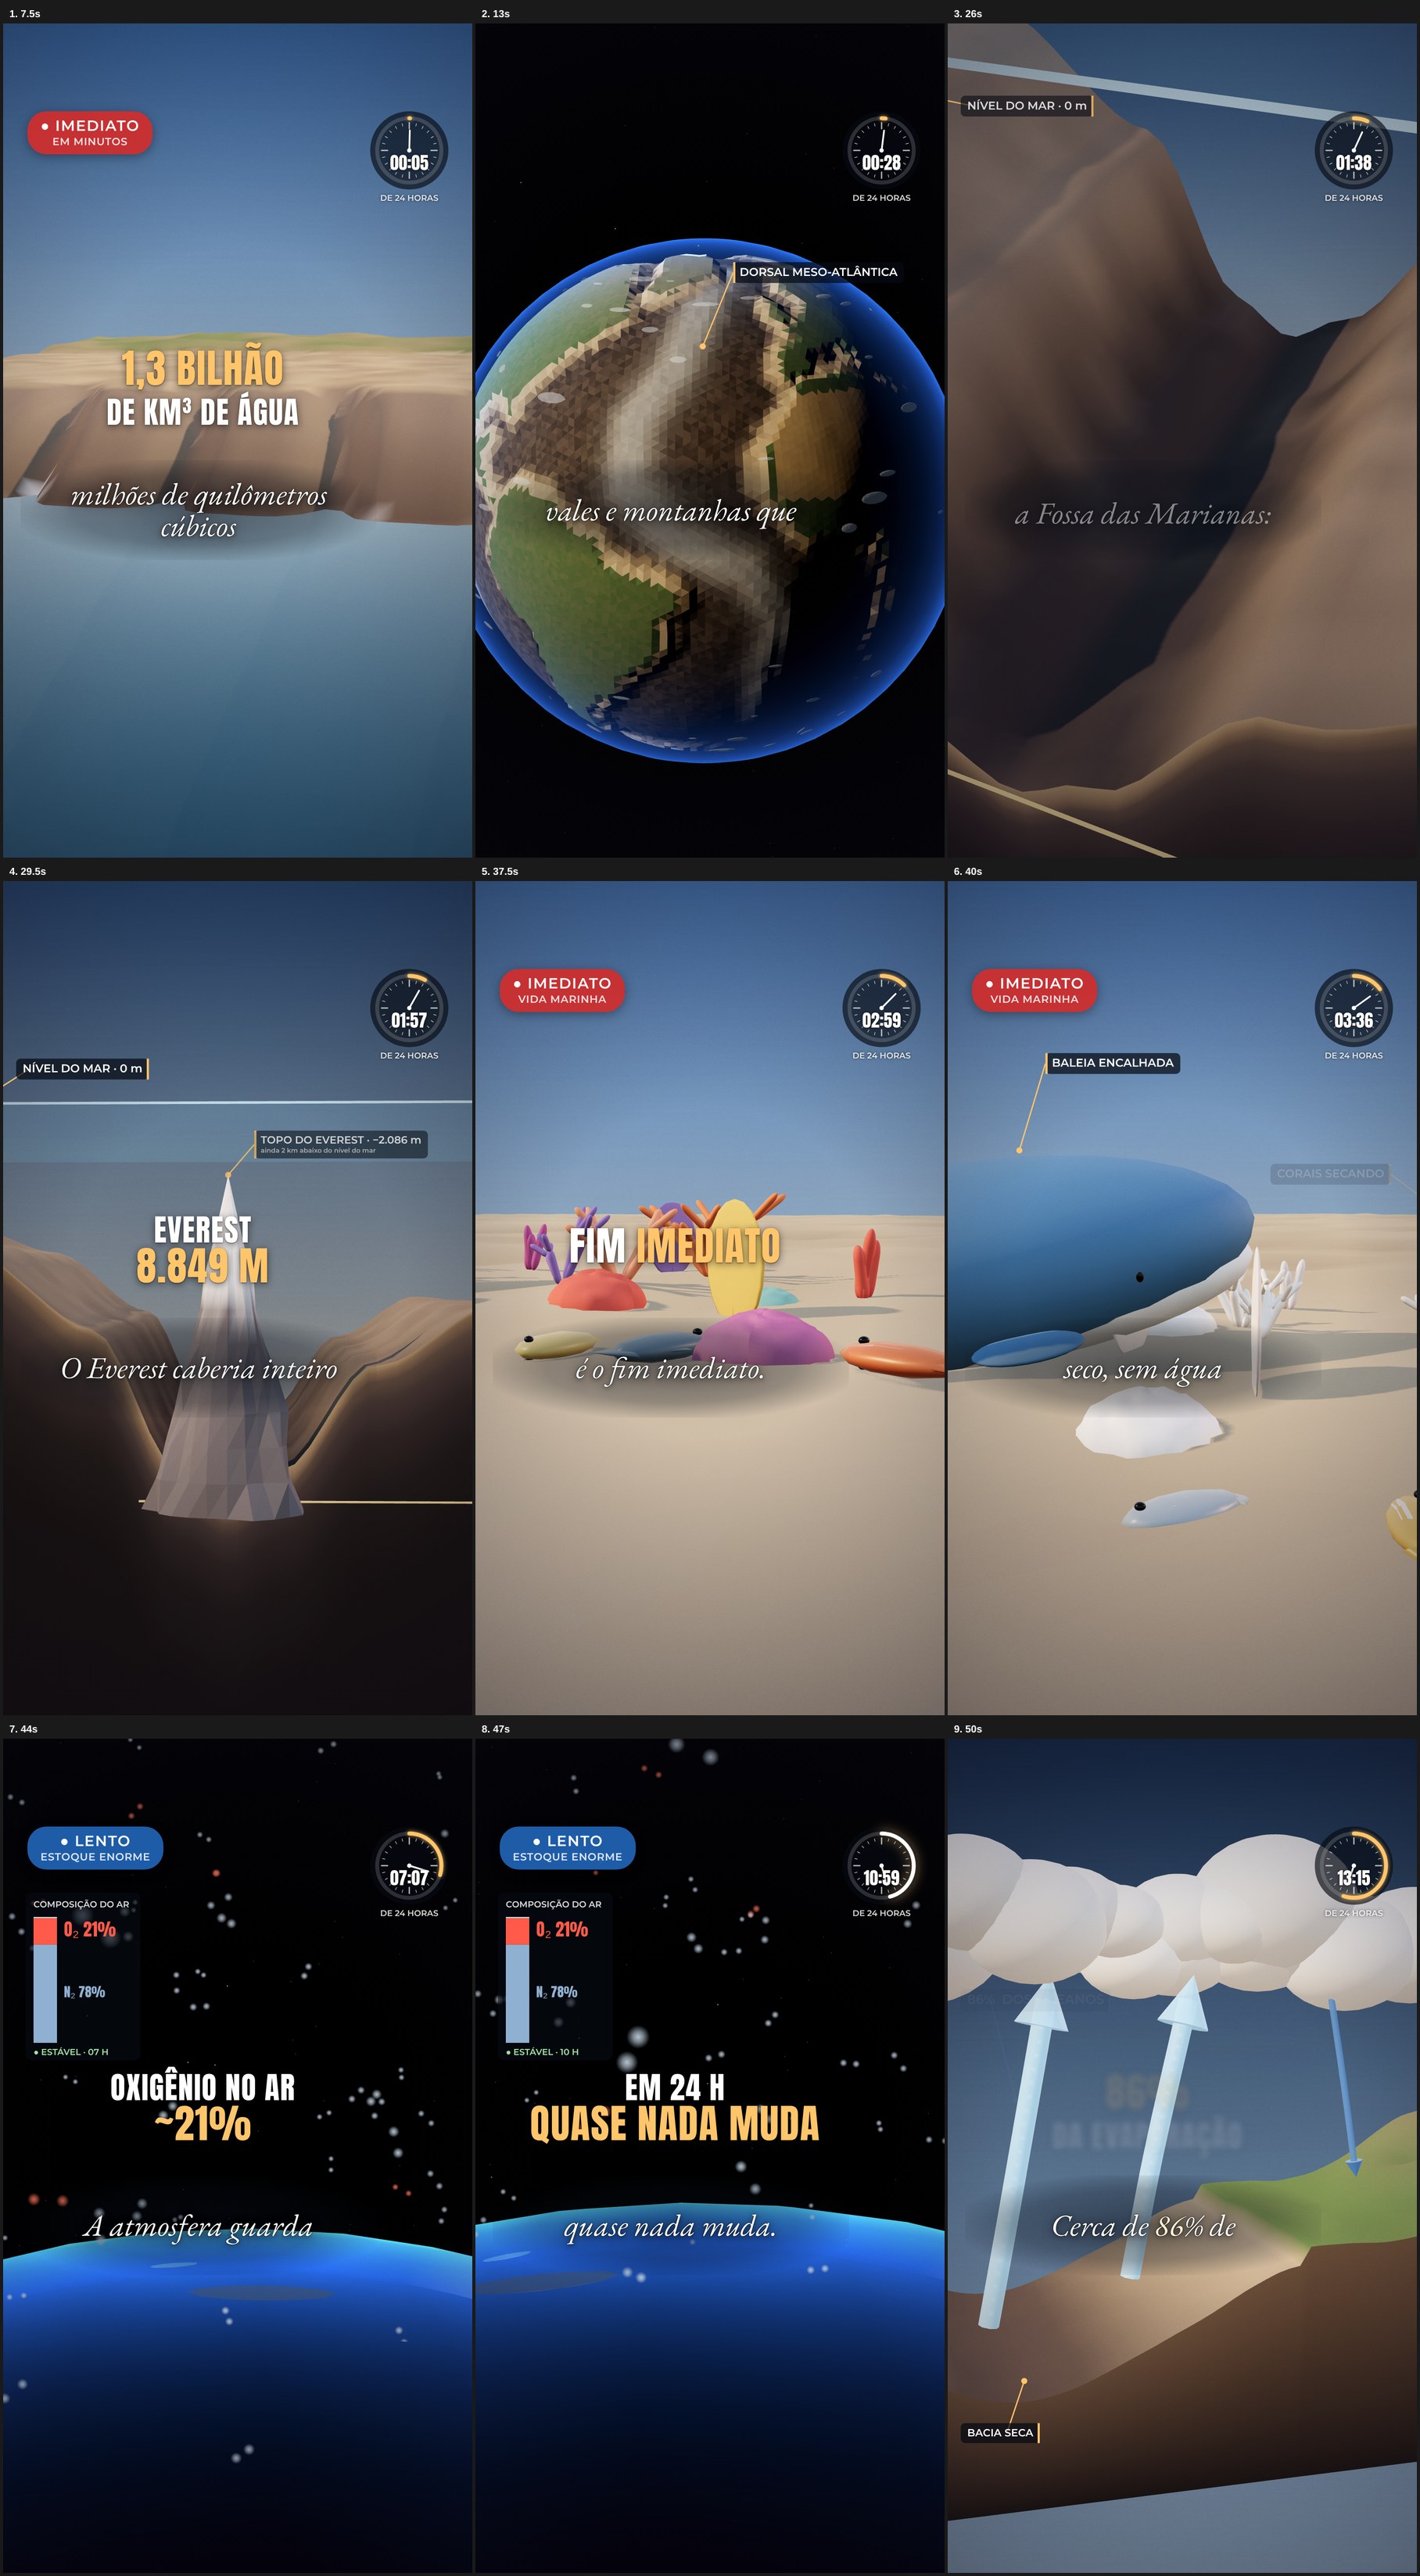 1. 7.5s
● IMEDIATO
EM MINUTOS
00:05
DE 24 HORAS
1,3 BILHÃO
DE KM³ DE ÁGUA
milhões de quilômetros
cúbicos
2. 13s
00:28
DE 24 HORAS
DORSAL MESO-ATLÂNTICA
vales e montanhas que
3. 26s
NÍVEL DO MAR · 0 m
01:38
DE 24 HORAS
a Fossa das Marianas:
4. 29.5s
01:57
DE 24 HORAS
NÍVEL DO MAR · 0 m
TOPO DO EVEREST · −2.086 m
ainda 2 km abaixo do nível do mar
EVEREST
8.849 M
O Everest caberia inteiro
5. 37.5s
● IMEDIATO
VIDA MARINHA
02:59
DE 24 HORAS
FIM IMEDIATO
é o fim imediato.
6. 40s
● IMEDIATO
VIDA MARINHA
03:36
DE 24 HORAS
BALEIA ENCALHADA
CORAIS SECANDO
seco, sem água
7. 44s
● LENTO
ESTOQUE ENORME
07:07
DE 24 HORAS
COMPOSIÇÃO DO AR
O₂ 21%
N₂ 78%
● ESTÁVEL · 07 H
OXIGÊNIO NO AR
~21%
A atmosfera guarda
8. 47s
● LENTO
ESTOQUE ENORME
10:59
DE 24 HORAS
COMPOSIÇÃO DO AR
O₂ 21%
N₂ 78%
● ESTÁVEL · 10 H
EM 24 H
QUASE NADA MUDA
quase nada muda.
9. 50s
13:15
DE 24 HORAS
86%
DA EVAPORAÇÃO
Cerca de 86% de
BACIA SECA